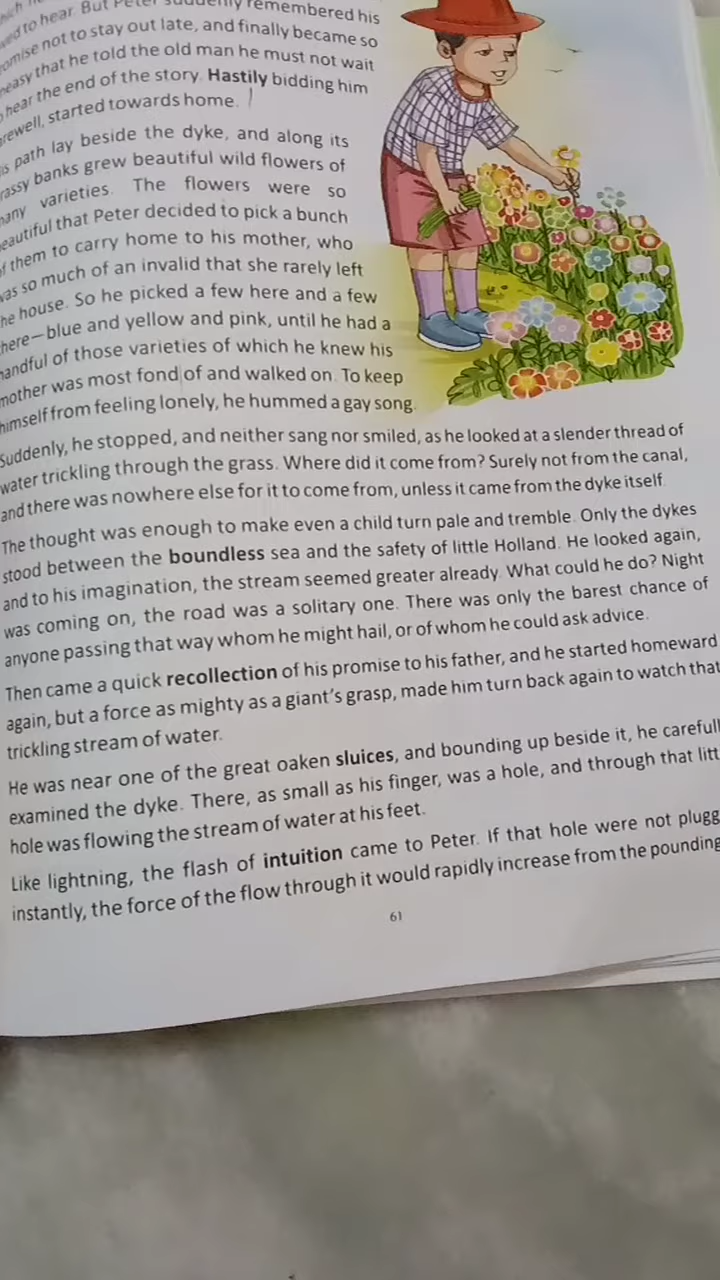 to hear. But Peter suddenly remembered his
promise not to stay out late, and finally became so
that he told the old man he must not wait
hear the end of the story. Hastily bidding him
started towards home.
path lay beside the dyke, and along its
banks grew beautiful wild flowers of
varieties. The flowers were so
that Peter decided to pick a bunch
them to carry home to his mother, who
was so much of an invalid that she rarely left
house. So he picked a few here and a few
here—blue and yellow and pink, until he had a
handful of those varieties of which he knew his
mother was most fond of and walked on. To keep
himself from feeling lonely, he hummed a gay song.
Suddenly, he stopped, and neither sang nor smiled, as he looked at a slender thread of
water trickling through the grass. Where did it come from? Surely not from the canal,
and there was nowhere else for it to come from, unless it came from the dyke itself.
The thought was enough to make even a child turn pale and tremble. Only the dykes
stood between the boundless sea and the safety of little Holland. He looked again,
and to his imagination, the stream seemed greater already. What could he do? Night
was coming on, the road was a solitary one. There was only the barest chance of
anyone passing that way whom he might hail, or of whom he could ask advice.
Then came a quick recollection of his promise to his father, and he started homeward
again, but a force as mighty as a giant's grasp, made him turn back again to watch that
trickling stream of water.
He was near one of the great oaken sluices, and bounding up beside it, he carefull
examined the dyke. There, as small as his finger, was a hole, and through that litt
hole was flowing the stream of water at his feet.
Like lightning, the flash of intuition came to Peter. If that hole were not plugg
instantly, the force of the flow through it would rapidly increase from the pounding
61